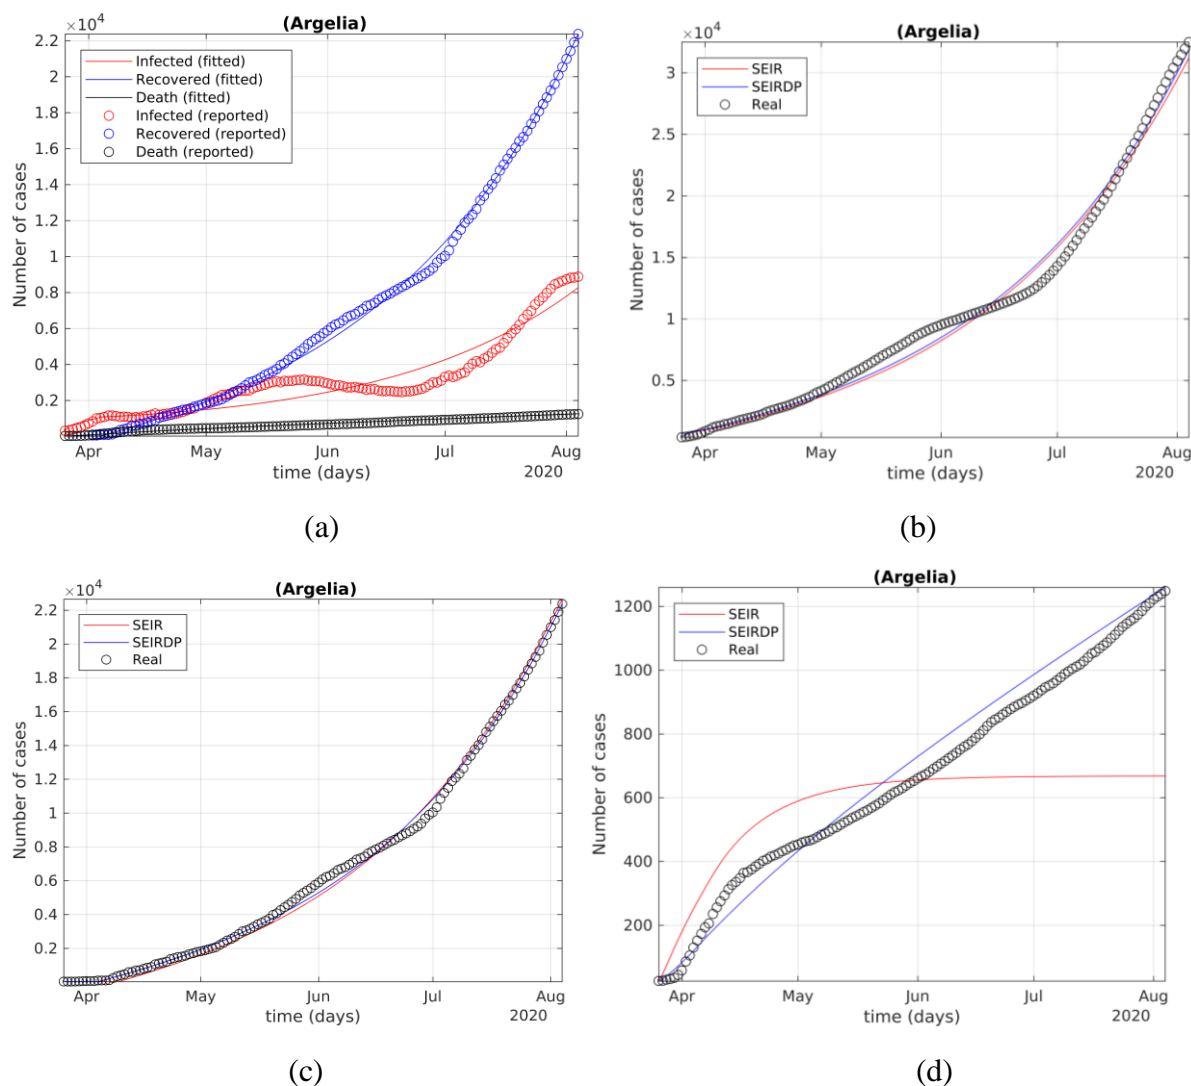 (Argelia)
×10⁴
2.2
2
1.8
1.6
1.4
1.2
1
0.8
0.6
0.4
0.2
Number of cases
Infected (fitted)
Recovered (fitted)
Death (fitted)
Infected (reported)
Recovered (reported)
Death (reported)
Apr May Jun Jul Aug
time (days) 2020
(a)
(Argelia)
×10⁴
3
2.5
2
1.5
1
0.5
Number of cases
SEIR
SEIRDP
Real
Apr May Jun Jul Aug
time (days) 2020
(b)
(Argelia)
×10⁴
2.2
2
1.8
1.6
1.4
1.2
1
0.8
0.6
0.4
0.2
Number of cases
SEIR
SEIRDP
Real
Apr May Jun Jul Aug
time (days) 2020
(c)
(Argelia)
1200
1000
800
600
400
200
Number of cases
SEIR
SEIRDP
Real
Apr May Jun Jul Aug
time (days) 2020
(d)